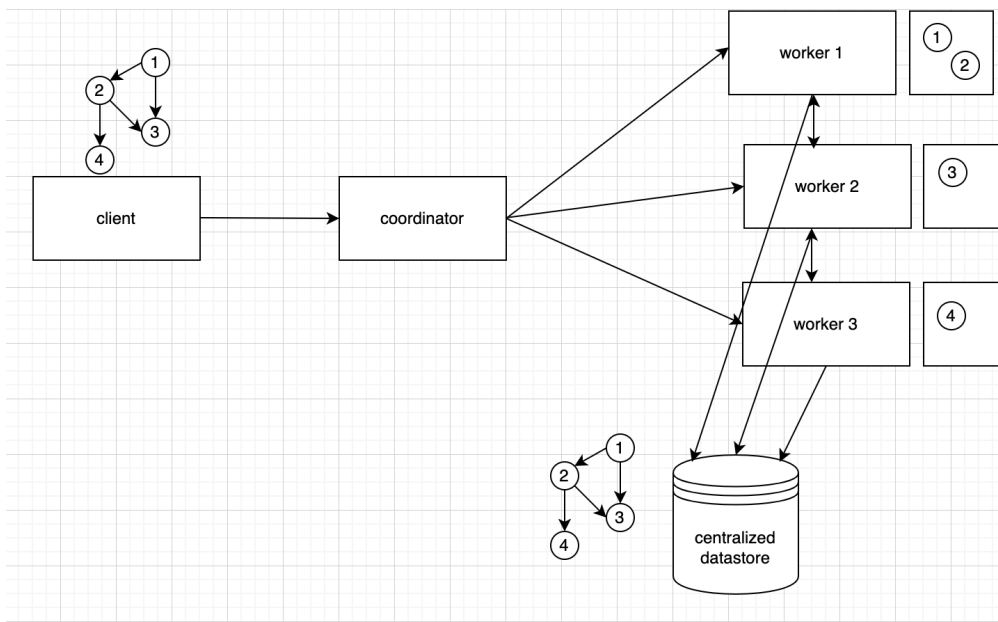 1
2
3
4
client
coordinator
worker 1
1
2
worker 2
3
worker 3
4
1
2
3
4
centralized
datastore